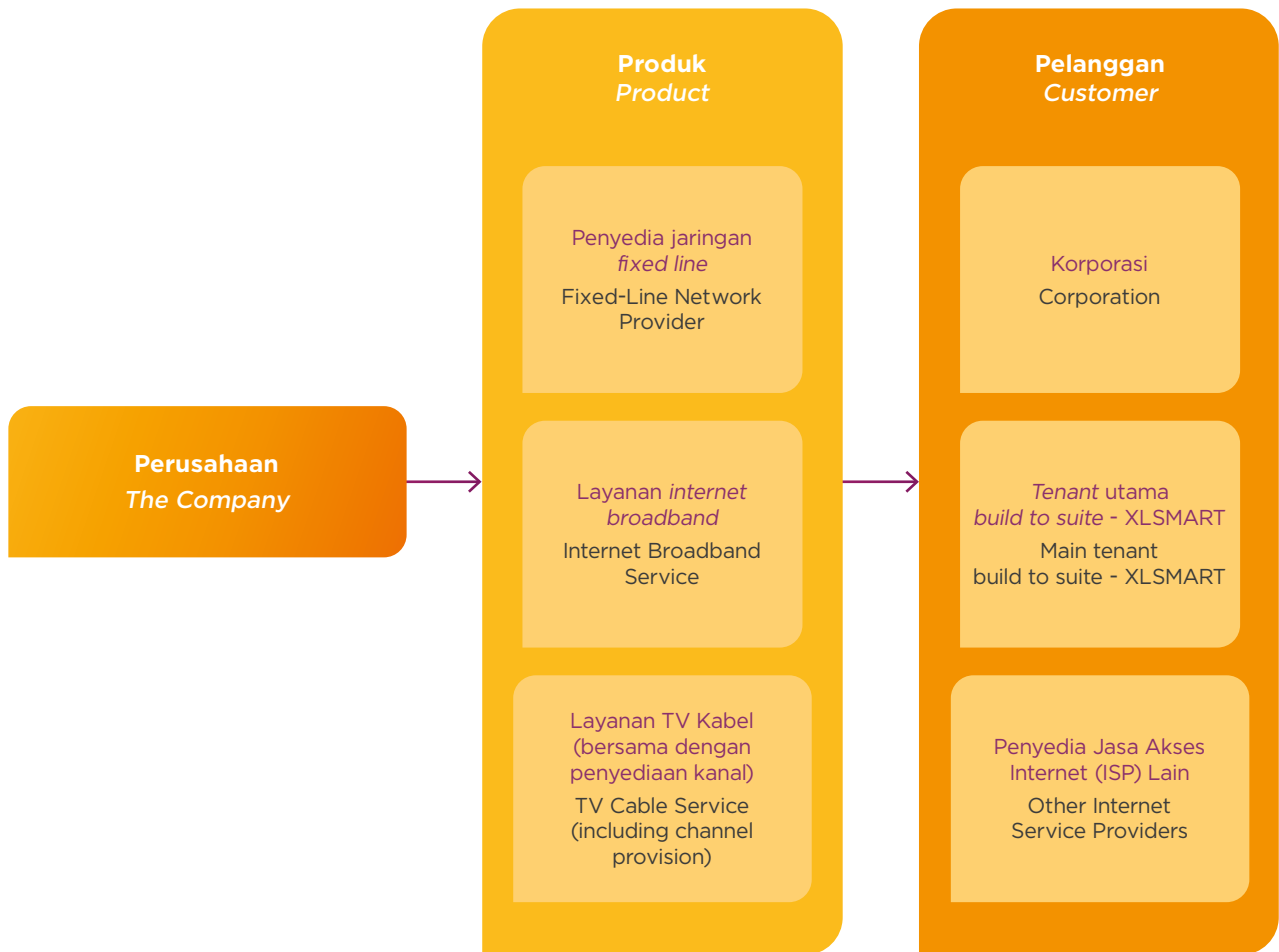 Perusahaan
The Company
Produk
Product
Penyedia jaringan
fixed line
Fixed-Line Network
Provider
Layanan internet
broadband
Internet Broadband
Service
Layanan TV Kabel
(bersama dengan
penyediaan kanal)
TV Cable Service
(including channel
provision)
Pelanggan
Customer
Korporasi
Corporation
Tenant utama
build to suite - XLSMART
Main tenant
build to suite - XLSMART
Penyedia Jasa Akses
Internet (ISP) Lain
Other Internet
Service Providers